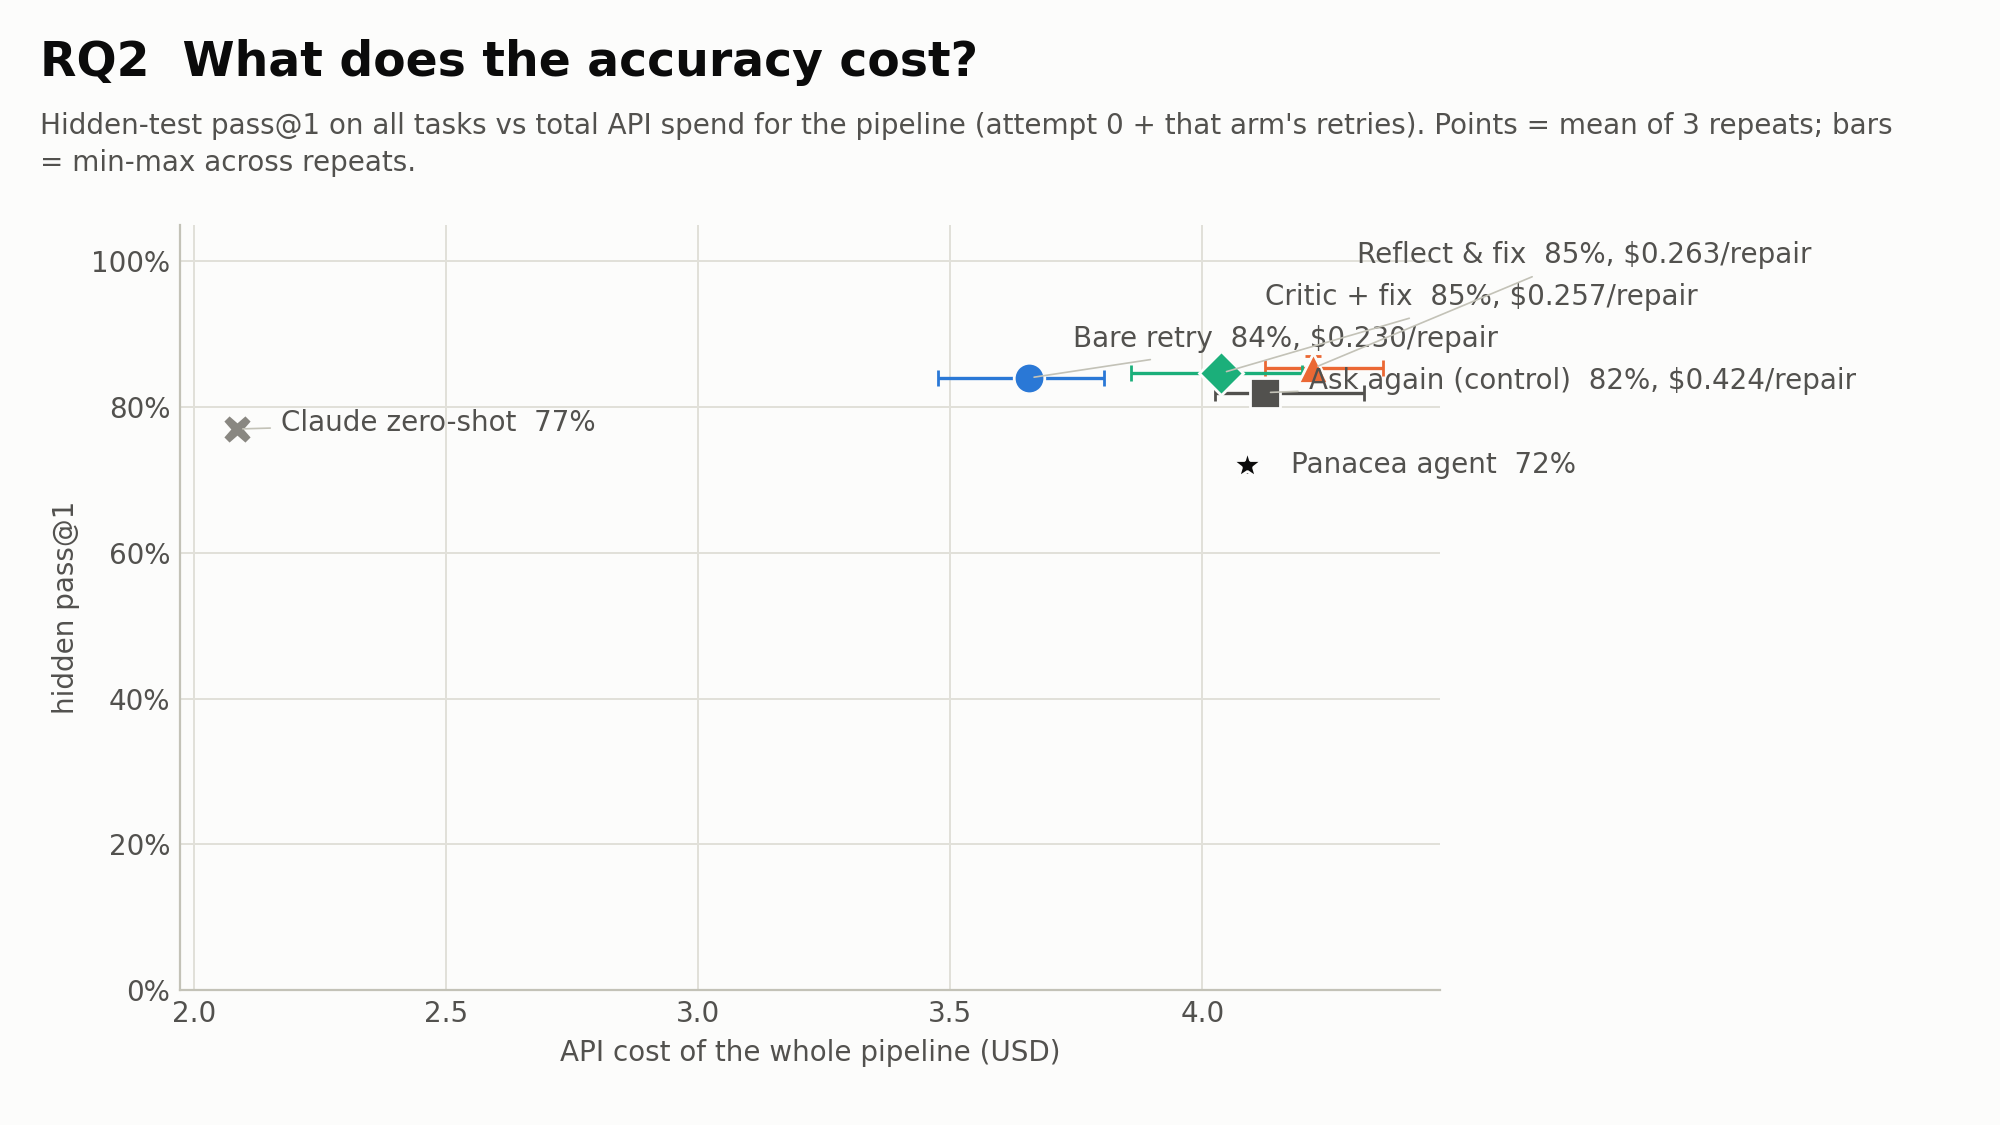 RQ2  What does the accuracy cost?
Hidden-test pass@1 on all tasks vs total API spend for the pipeline (attempt 0 + that arm's retries). Points = mean of 3 repeats; bars
= min-max across repeats.
100%
80%
60%
40%
20%
0%
hidden pass@1
Reflect & fix  85%, $0.263/repair
Critic + fix  85%, $0.257/repair
Bare retry  84%, $0.230/repair
Ask again (control)  82%, $0.424/repair
Claude zero-shot  77%
Panacea agent  72%
2.0
2.5
3.0
3.5
4.0
API cost of the whole pipeline (USD)